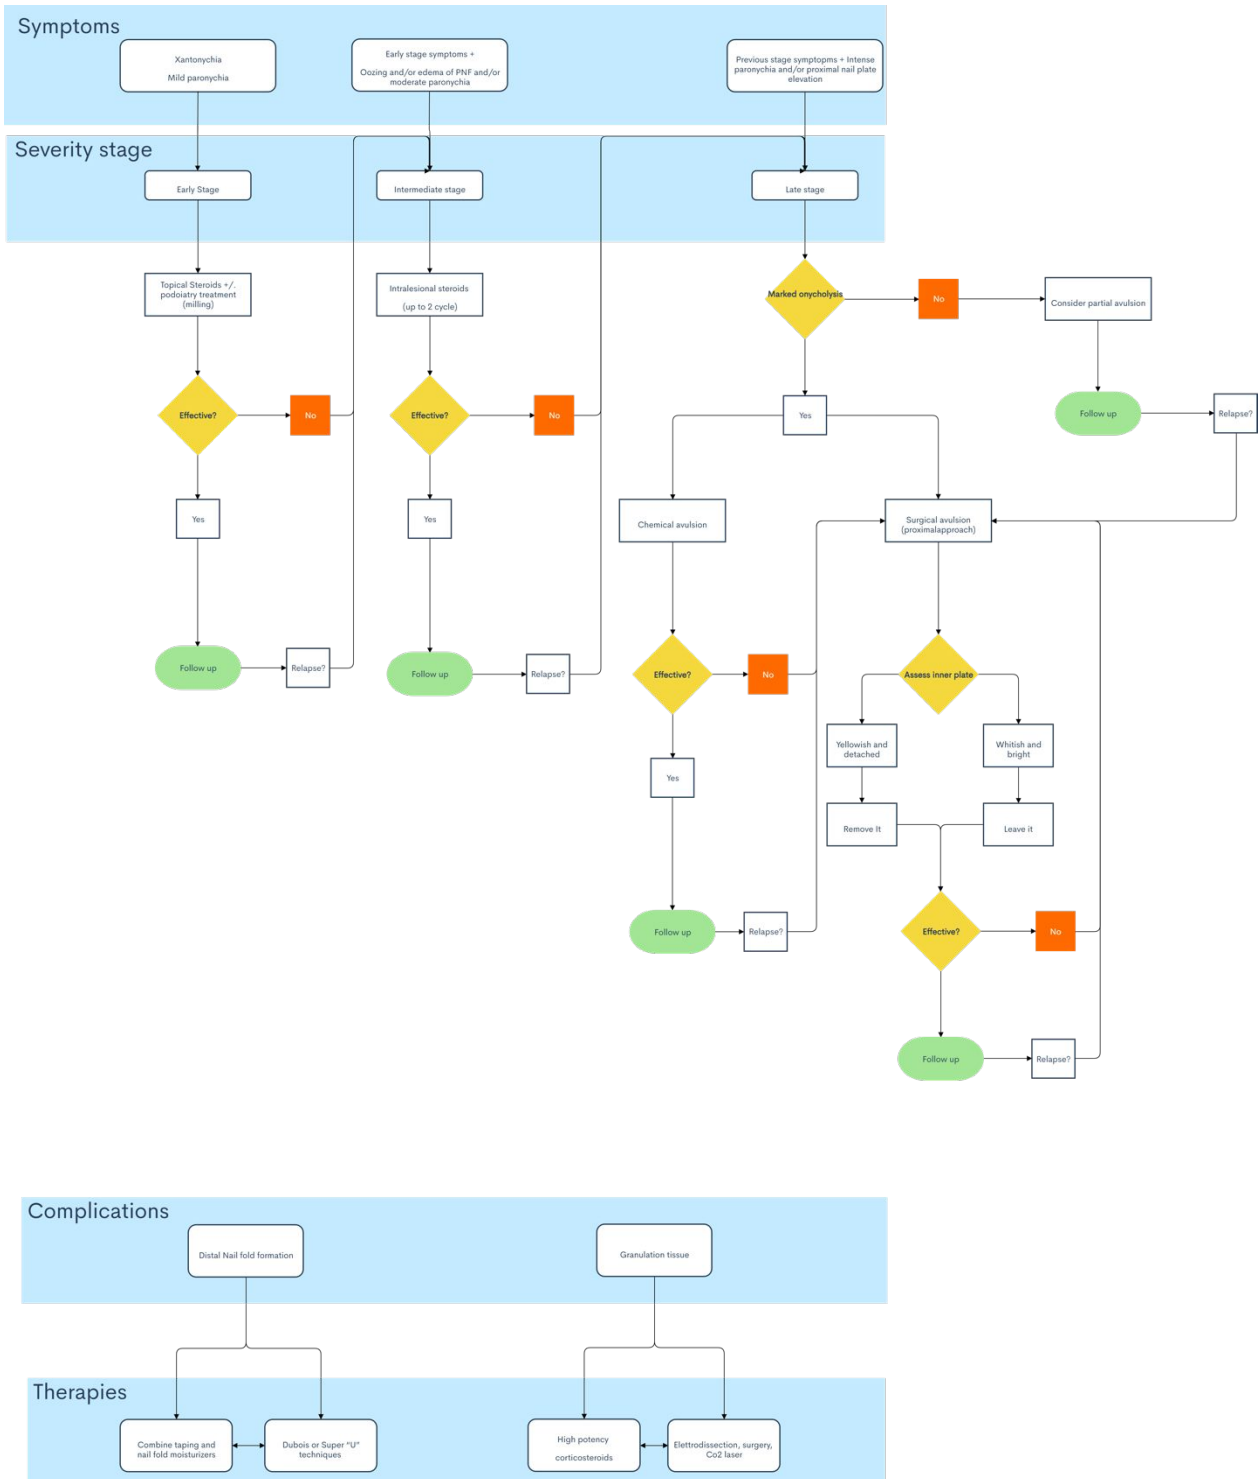 Symptoms
Xantonychia
Mild paronychia
Early stage symptoms +
Oozing and/or edema of PNF and/or
moderate paronychia
Previous stage symptopms + Intense
paronychia and/or proximal nail plate
elevation
Severity stage
Early Stage
Intermediate stage
Late stage
Topical Steroids +/.
podoiatry treatment
(milling)
Intralesional steroids
(up to 2 cycle)
Marked onycholysis
No
Consider partial avulsion
Effective?
No
Effective?
No
Yes
Follow up
Relapse?
Yes
Yes
Chemical avulsion
Surgical avulsion
(proximalapproach)
Follow up
Relapse?
Follow up
Relapse?
Effective?
No
Assess inner plate
Yellowish and
detached
Whitish and
bright
Yes
Remove It
Leave it
Follow up
Relapse?
Effective?
No
Follow up
Relapse?
Complications
Distal Nail fold formation
Granulation tissue
Therapies
Combine taping and
nail fold moisturizers
Dubois or Super "U"
techniques
High potency
corticosteroids
Elettrodissection, surgery,
Co2 laser